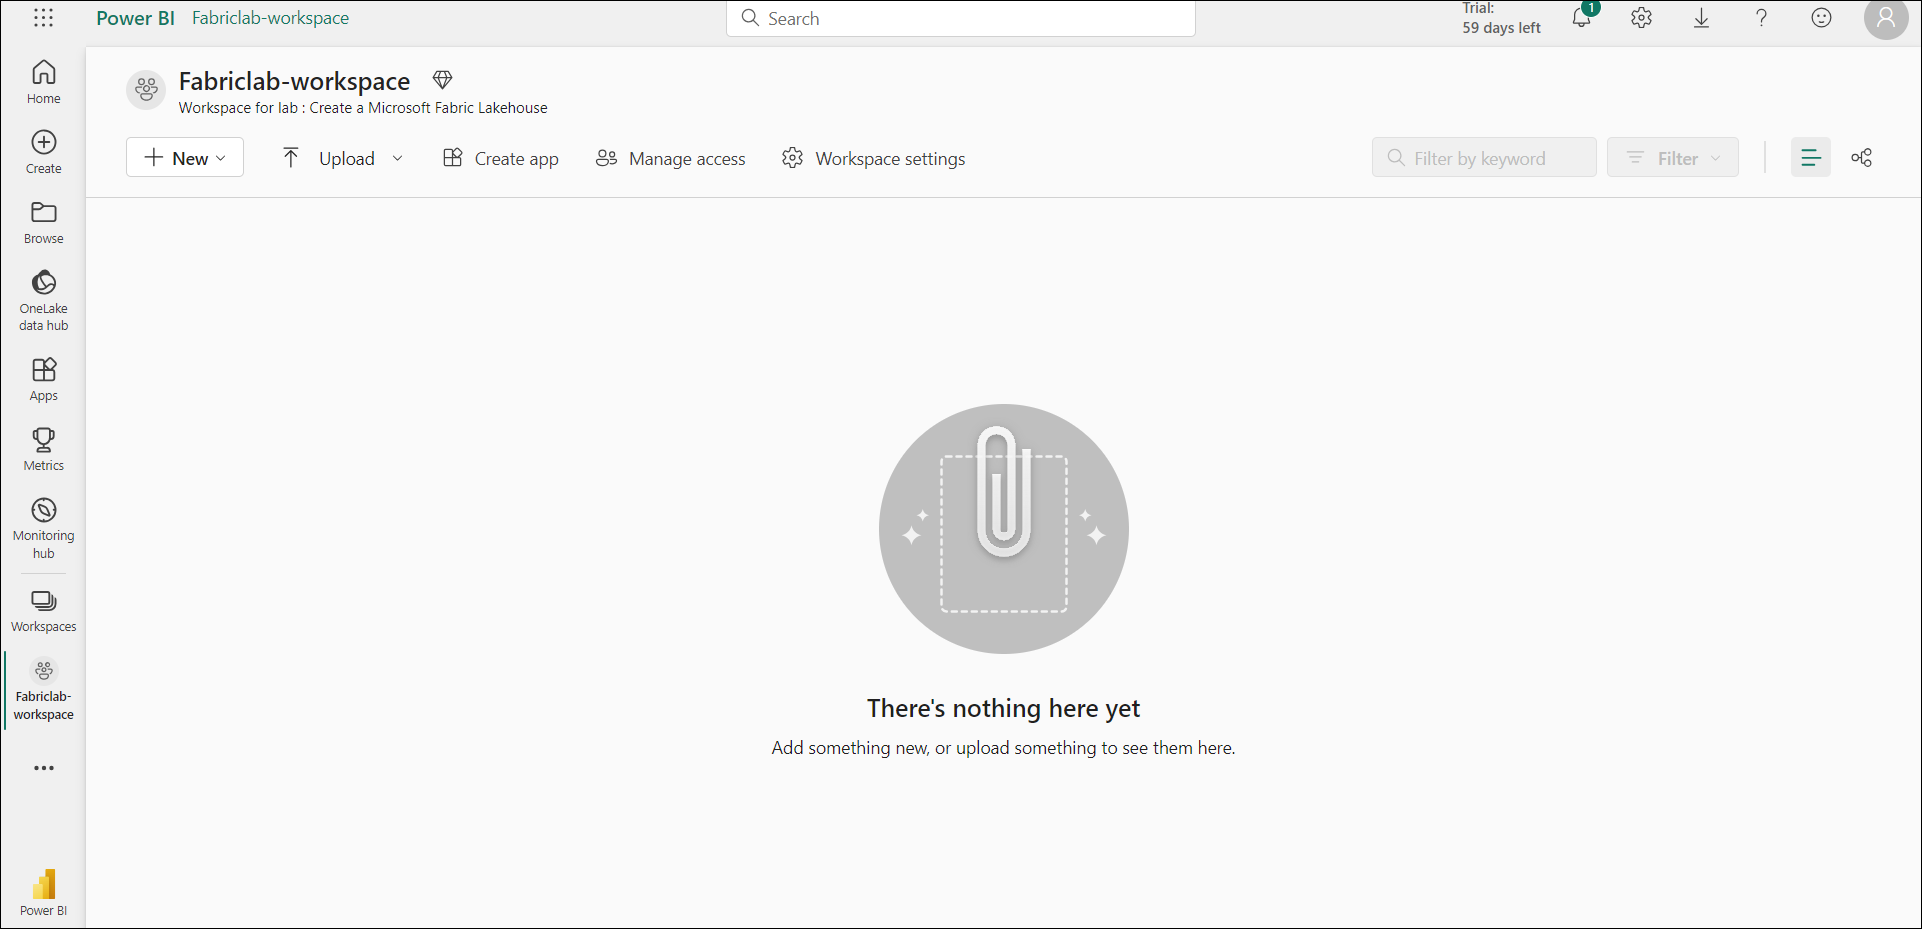 Power BI Fabriclab-workspace
Search
Trial:
59 days left
1
Home
Create
Browse
OneLake
data hub
Apps
Metrics
Monitoring
hub
Workspaces
Fabriclab-
workspace
Power BI
Fabriclab-workspace
Workspace for lab : Create a Microsoft Fabric Lakehouse
New Upload Create app Manage access Workspace settings
Filter by keyword Filter
There's nothing here yet
Add something new, or upload something to see them here.